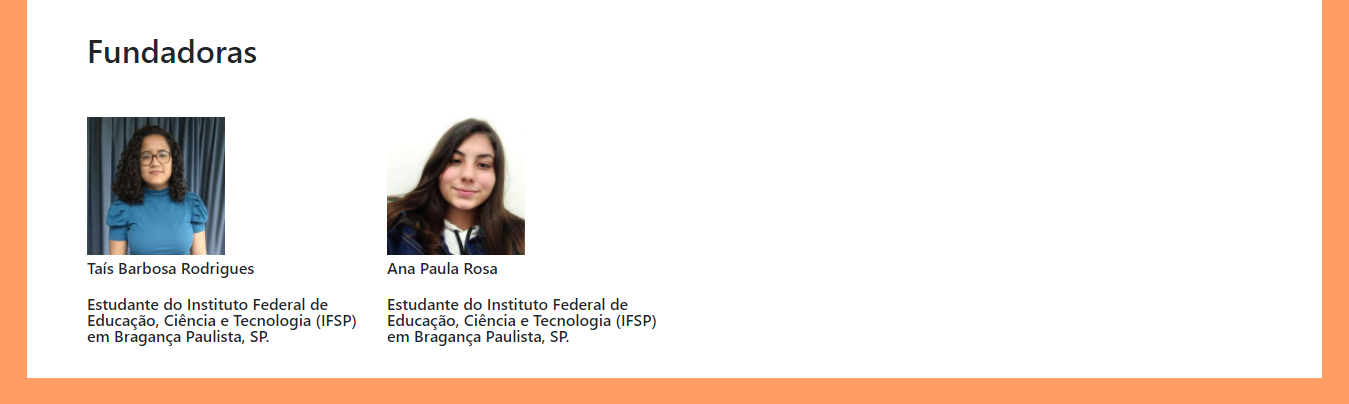 Fundadoras
Taís Barbosa Rodrigues
Estudante do Instituto Federal de
Educação, Ciência e Tecnologia (IFSP)
em Bragança Paulista, SP.
Ana Paula Rosa
Estudante do Instituto Federal de
Educação, Ciência e Tecnologia (IFSP)
em Bragança Paulista, SP.